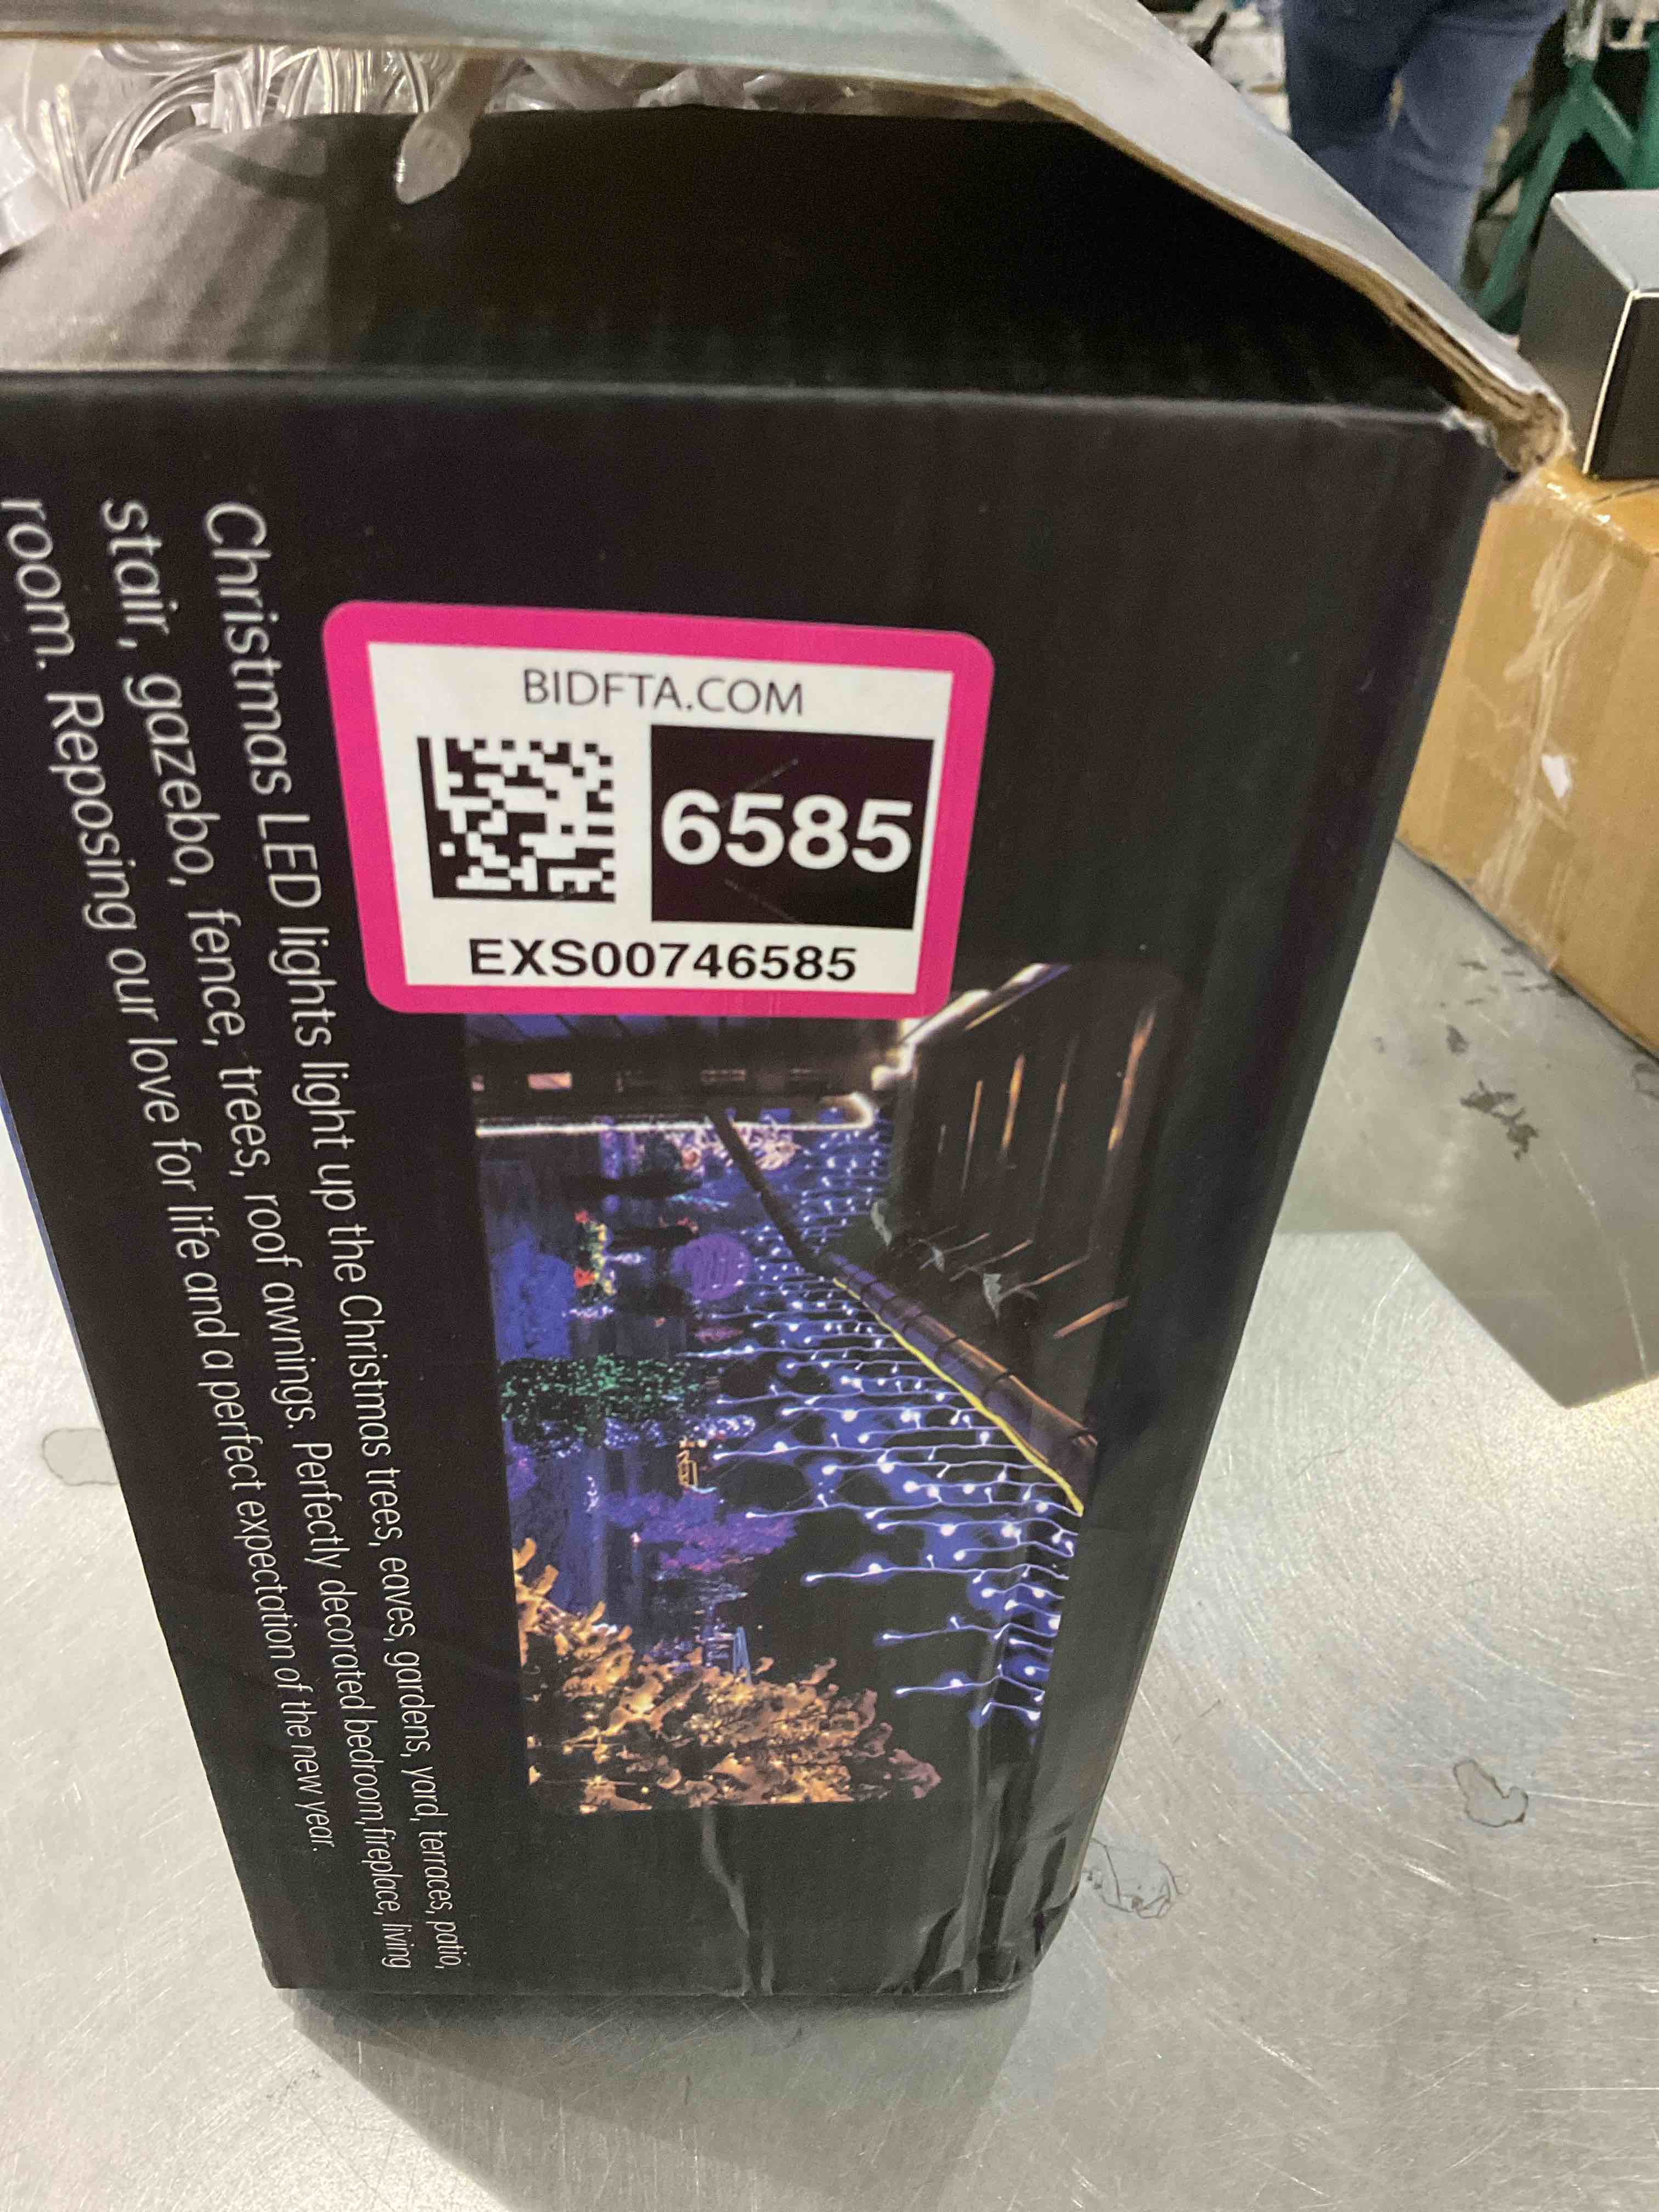 BIDFTA.COM
6585
EXS00746585
Christmas LED lights light up the Christmas trees, eaves, gardens, yard, terraces, patio,
stair, gazebo, fence, trees, roof awnings. Perfectly decorated bedroom, fireplace, living
room. Reposing our love for life and a perfect expectation of the new year.